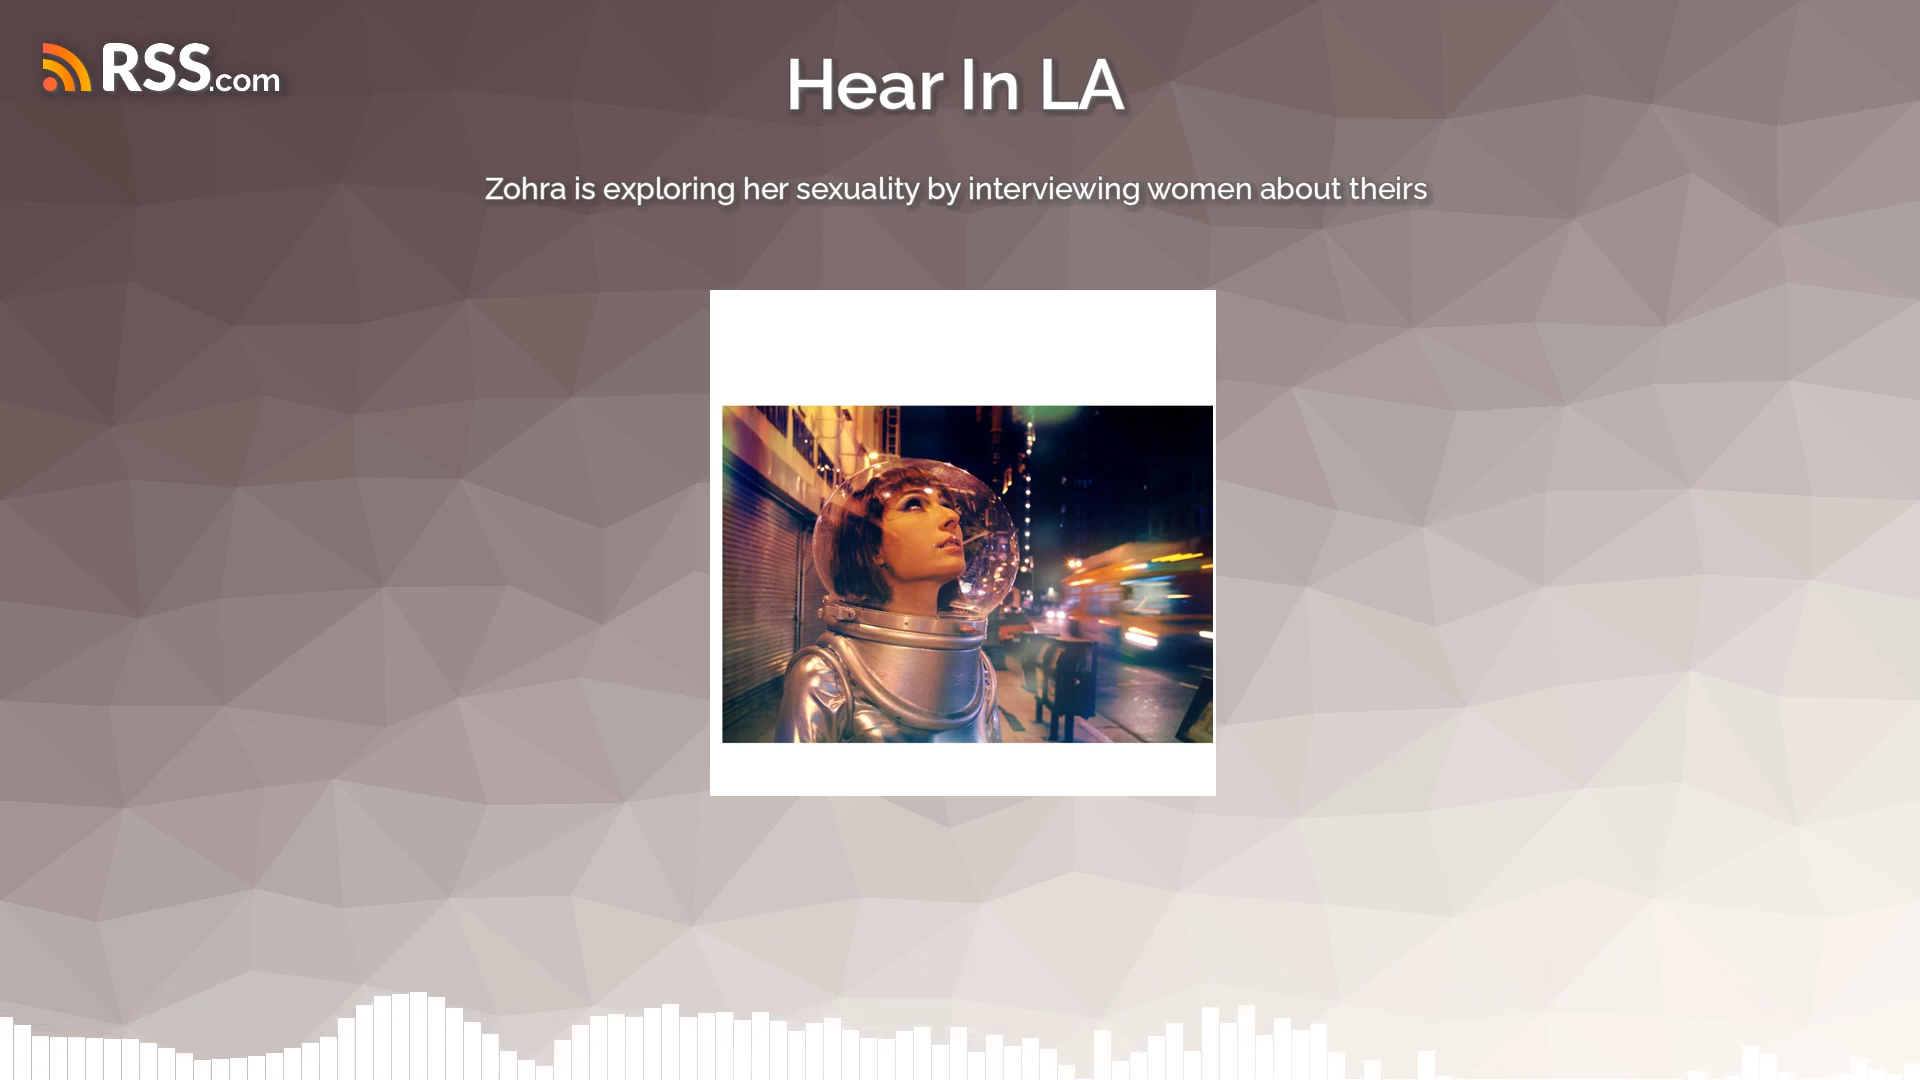 RSS.com
Hear In LA
Zohra is exploring her sexuality by interviewing women about theirs